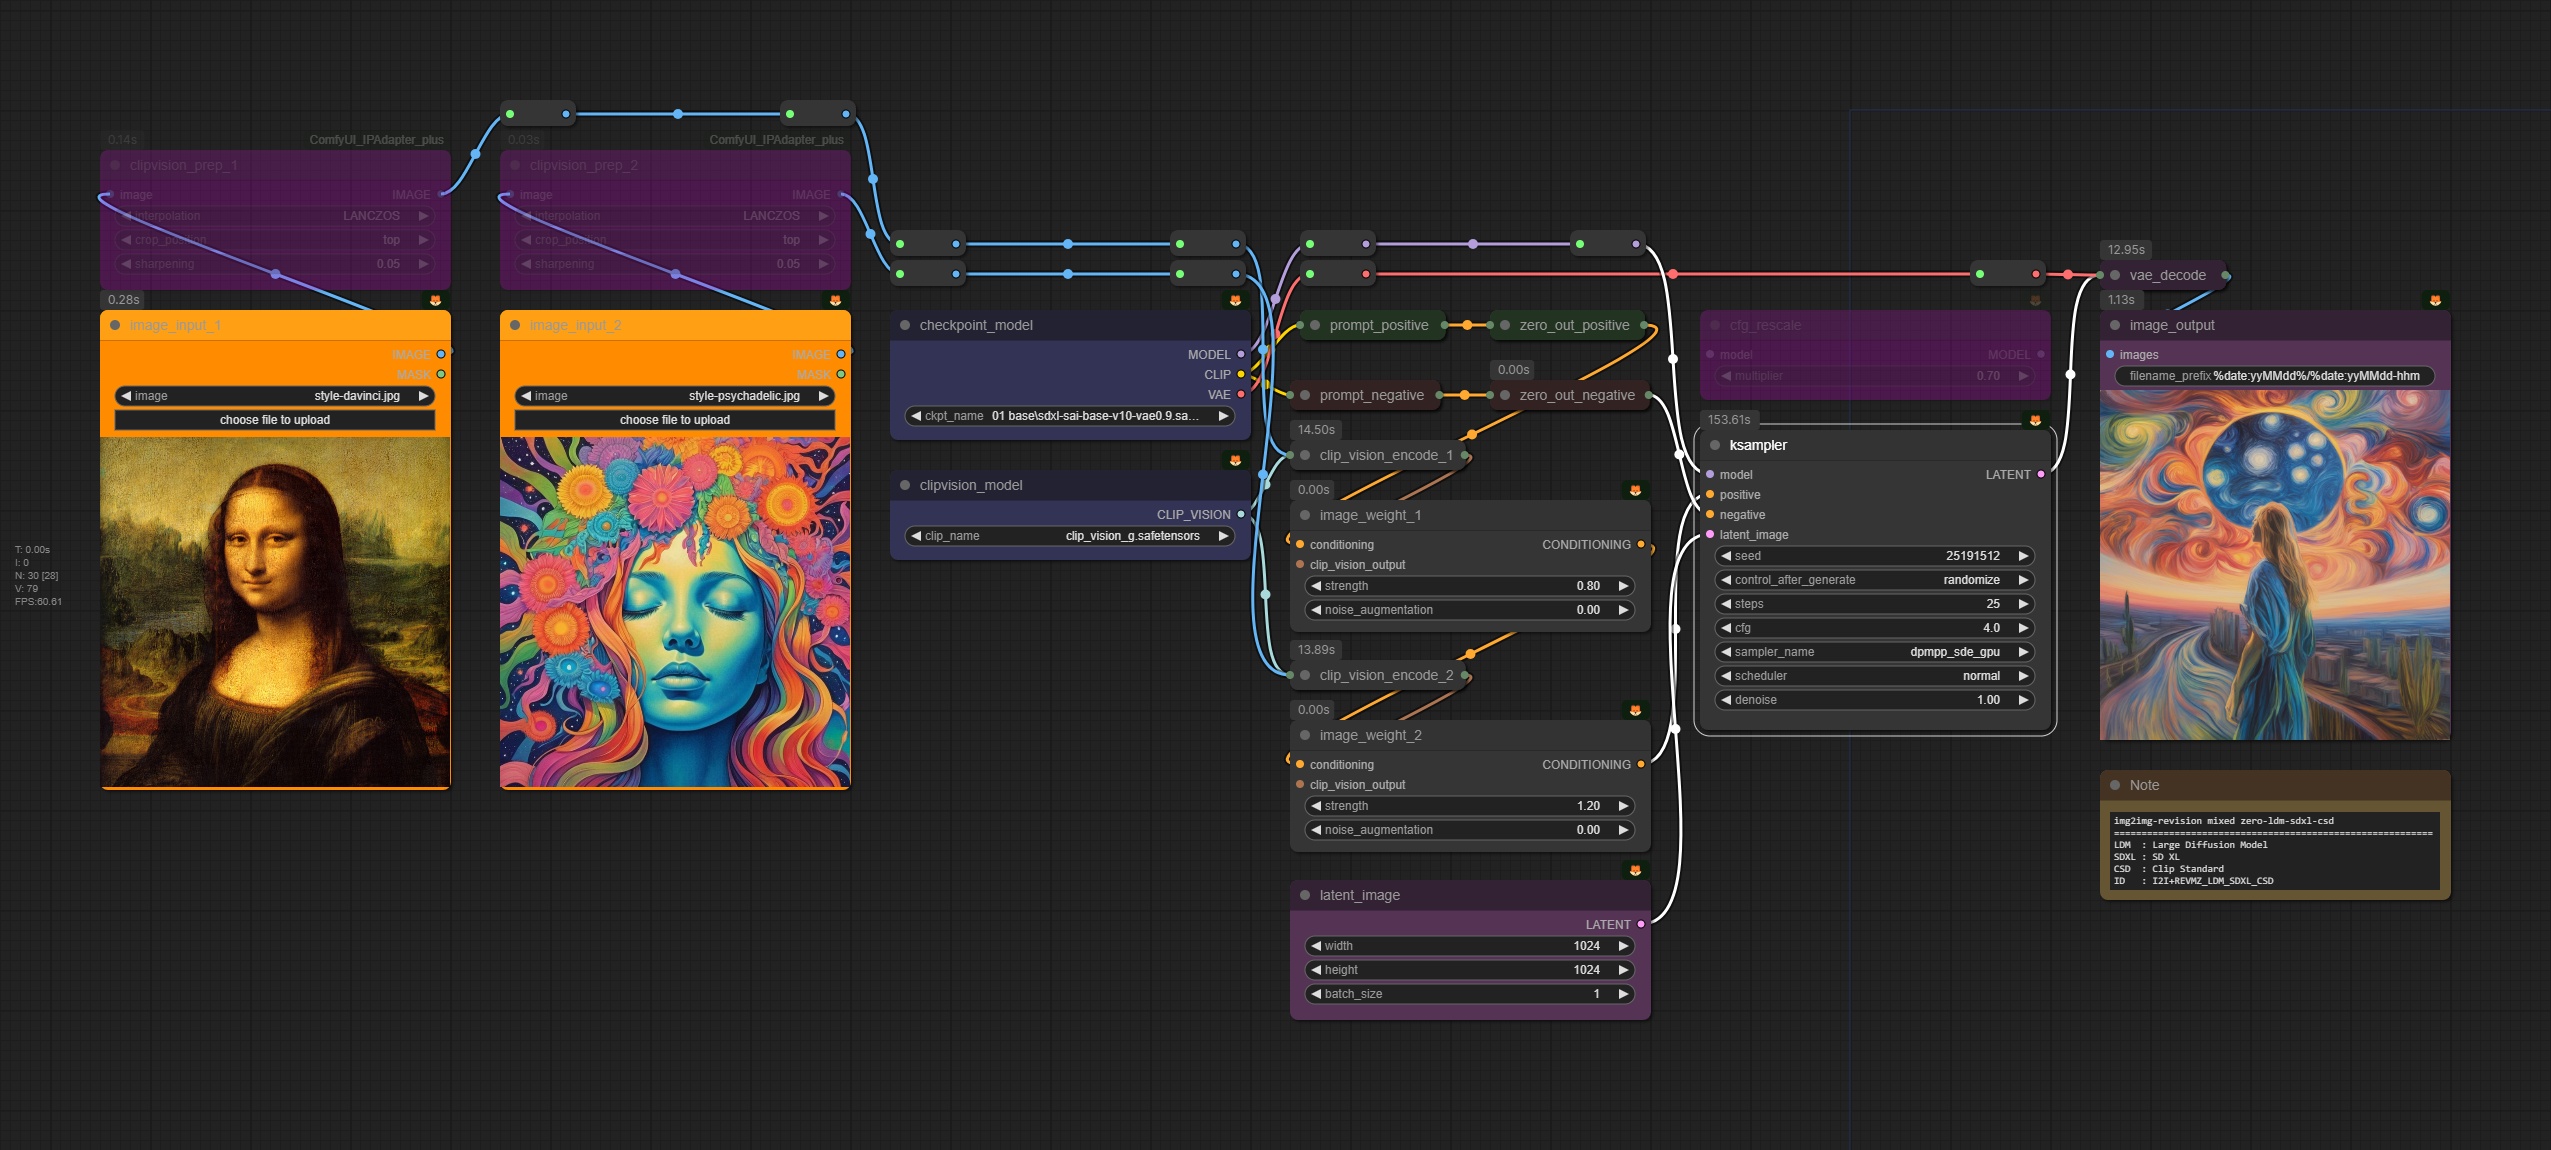 0.14s
ComfyUI_IPAdapter_plus
clipvision_prep_1
image
IMAGE
interpolation LANCZOS
crop_position top
sharpening 0.05
0.28s
image_input_1
IMAGE
MASK
image style-davinci.jpg
choose file to upload
T: 0.00s
I: 0
N: 30 [28]
V: 79
FPS:60.61
0.03s
ComfyUI_IPAdapter_plus
clipvision_prep_2
image
IMAGE
interpolation LANCZOS
crop_position top
sharpening 0.05
image_input_2
IMAGE
MASK
image style-psychadelic.jpg
choose file to upload
checkpoint_model
MODEL
CLIP
VAE
ckpt_name 01 base\sdxl-sai-base-v10-vae0.9.sa...
clipvision_model
CLIP_VISION
clip_name clip_vision_g.safetensors
prompt_positive
zero_out_positive
0.00s
prompt_negative
zero_out_negative
14.50s
clip_vision_encode_1
0.00s
image_weight_1
conditioning CONDITIONING
clip_vision_output
strength 0.80
noise_augmentation 0.00
13.89s
clip_vision_encode_2
0.00s
image_weight_2
conditioning CONDITIONING
clip_vision_output
strength 1.20
noise_augmentation 0.00
latent_image
LATENT
width 1024
height 1024
batch_size 1
cfg_rescale
model MODEL
multiplier 0.70
153.61s
ksampler
model LATENT
positive
negative
latent_image
seed 25191512
control_after_generate randomize
steps 25
cfg 4.0
sampler_name dpmpp_sde_gpu
scheduler normal
denoise 1.00
12.95s
vae_decode
1.13s
image_output
images
filename_prefix %date:yyMMdd%/%date:yyMMdd-hhm
Note
img2img-revision mixed zero-ldm-sdxl-csd
==========================================================
LDM  : Large Diffusion Model
SDXL : SD XL
CSD  : Clip Standard
ID   : I2I+REVMZ_LDM_SDXL_CSD